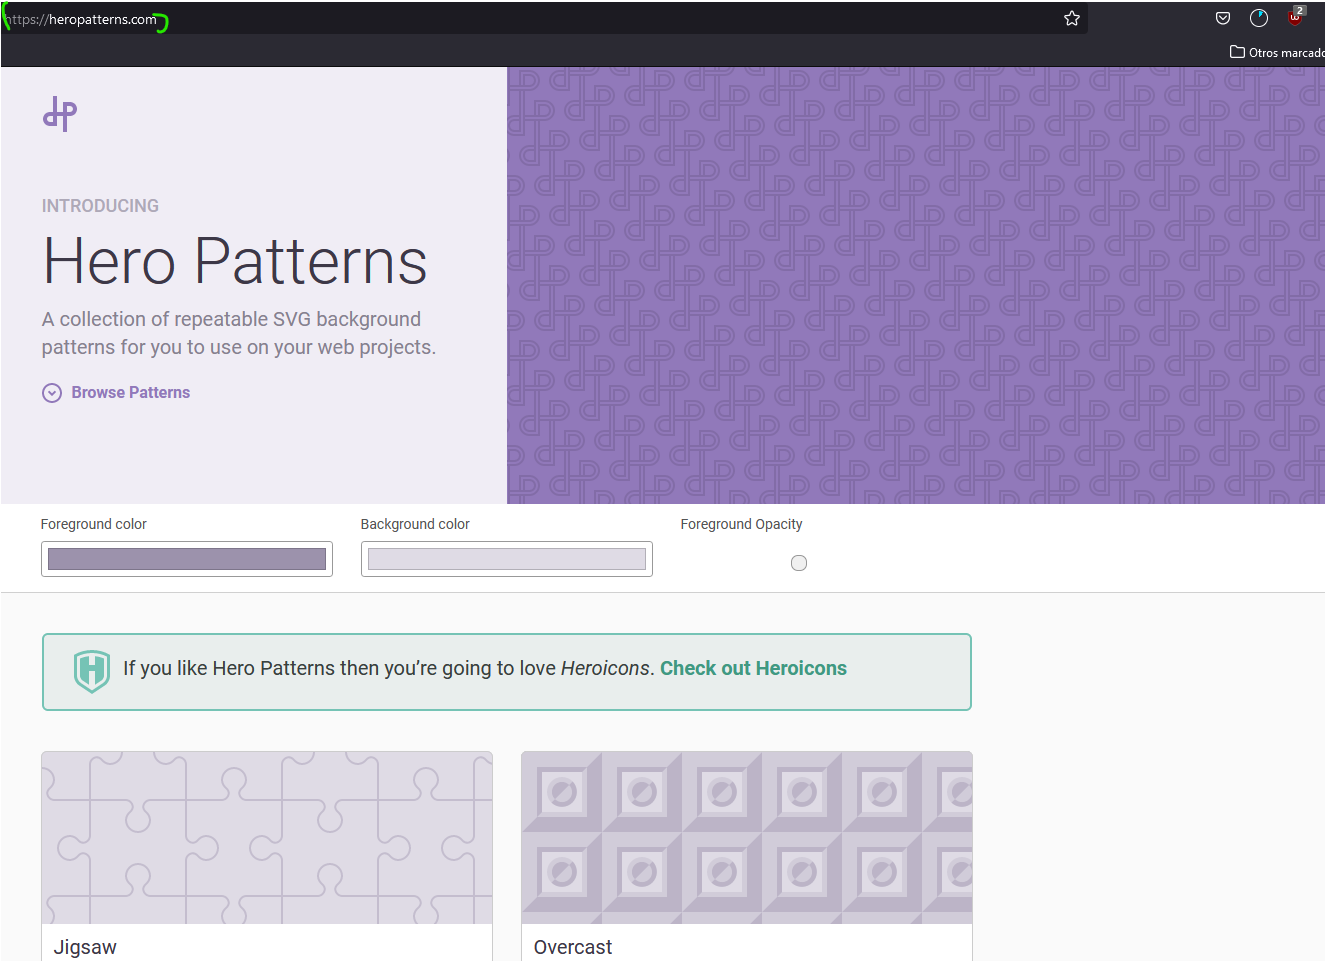 https://heropatterns.com
2
Otros marcado
INTRODUCING
Hero Patterns
A collection of repeatable SVG background
patterns for you to use on your web projects.
Browse Patterns
Foreground color
Background color
Foreground Opacity
If you like Hero Patterns then you’re going to love Heroicons. Check out Heroicons
Jigsaw
Overcast